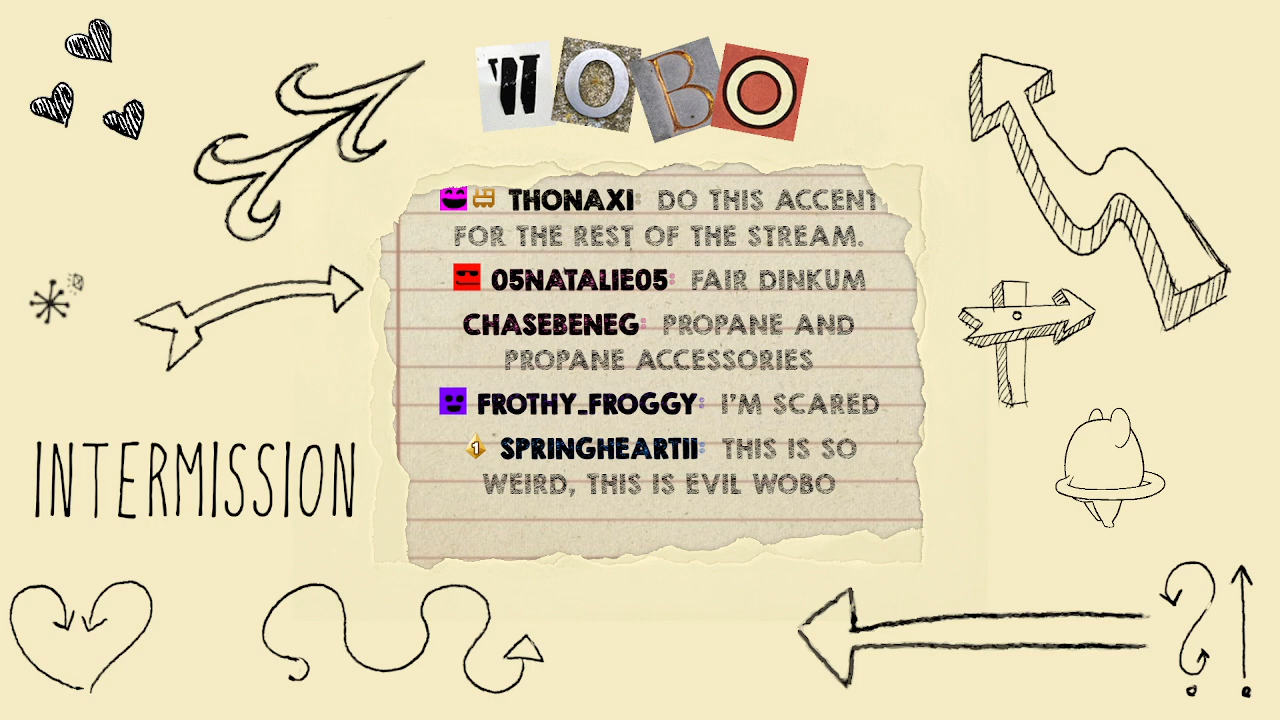 WOBO
THONAXI: DO THIS ACCENT
FOR THE REST OF THE STREAM.
05NATALIE05: FAIR DINKUM
CHASEBENEG: PROPANE AND
PROPANE ACCESSORIES
FROTHY_FROGGY: I'M SCARED
1 SPRINGHEARTII: THIS IS SO
WEIRD, THIS IS EVIL WOBO
INTERMISSION
?!